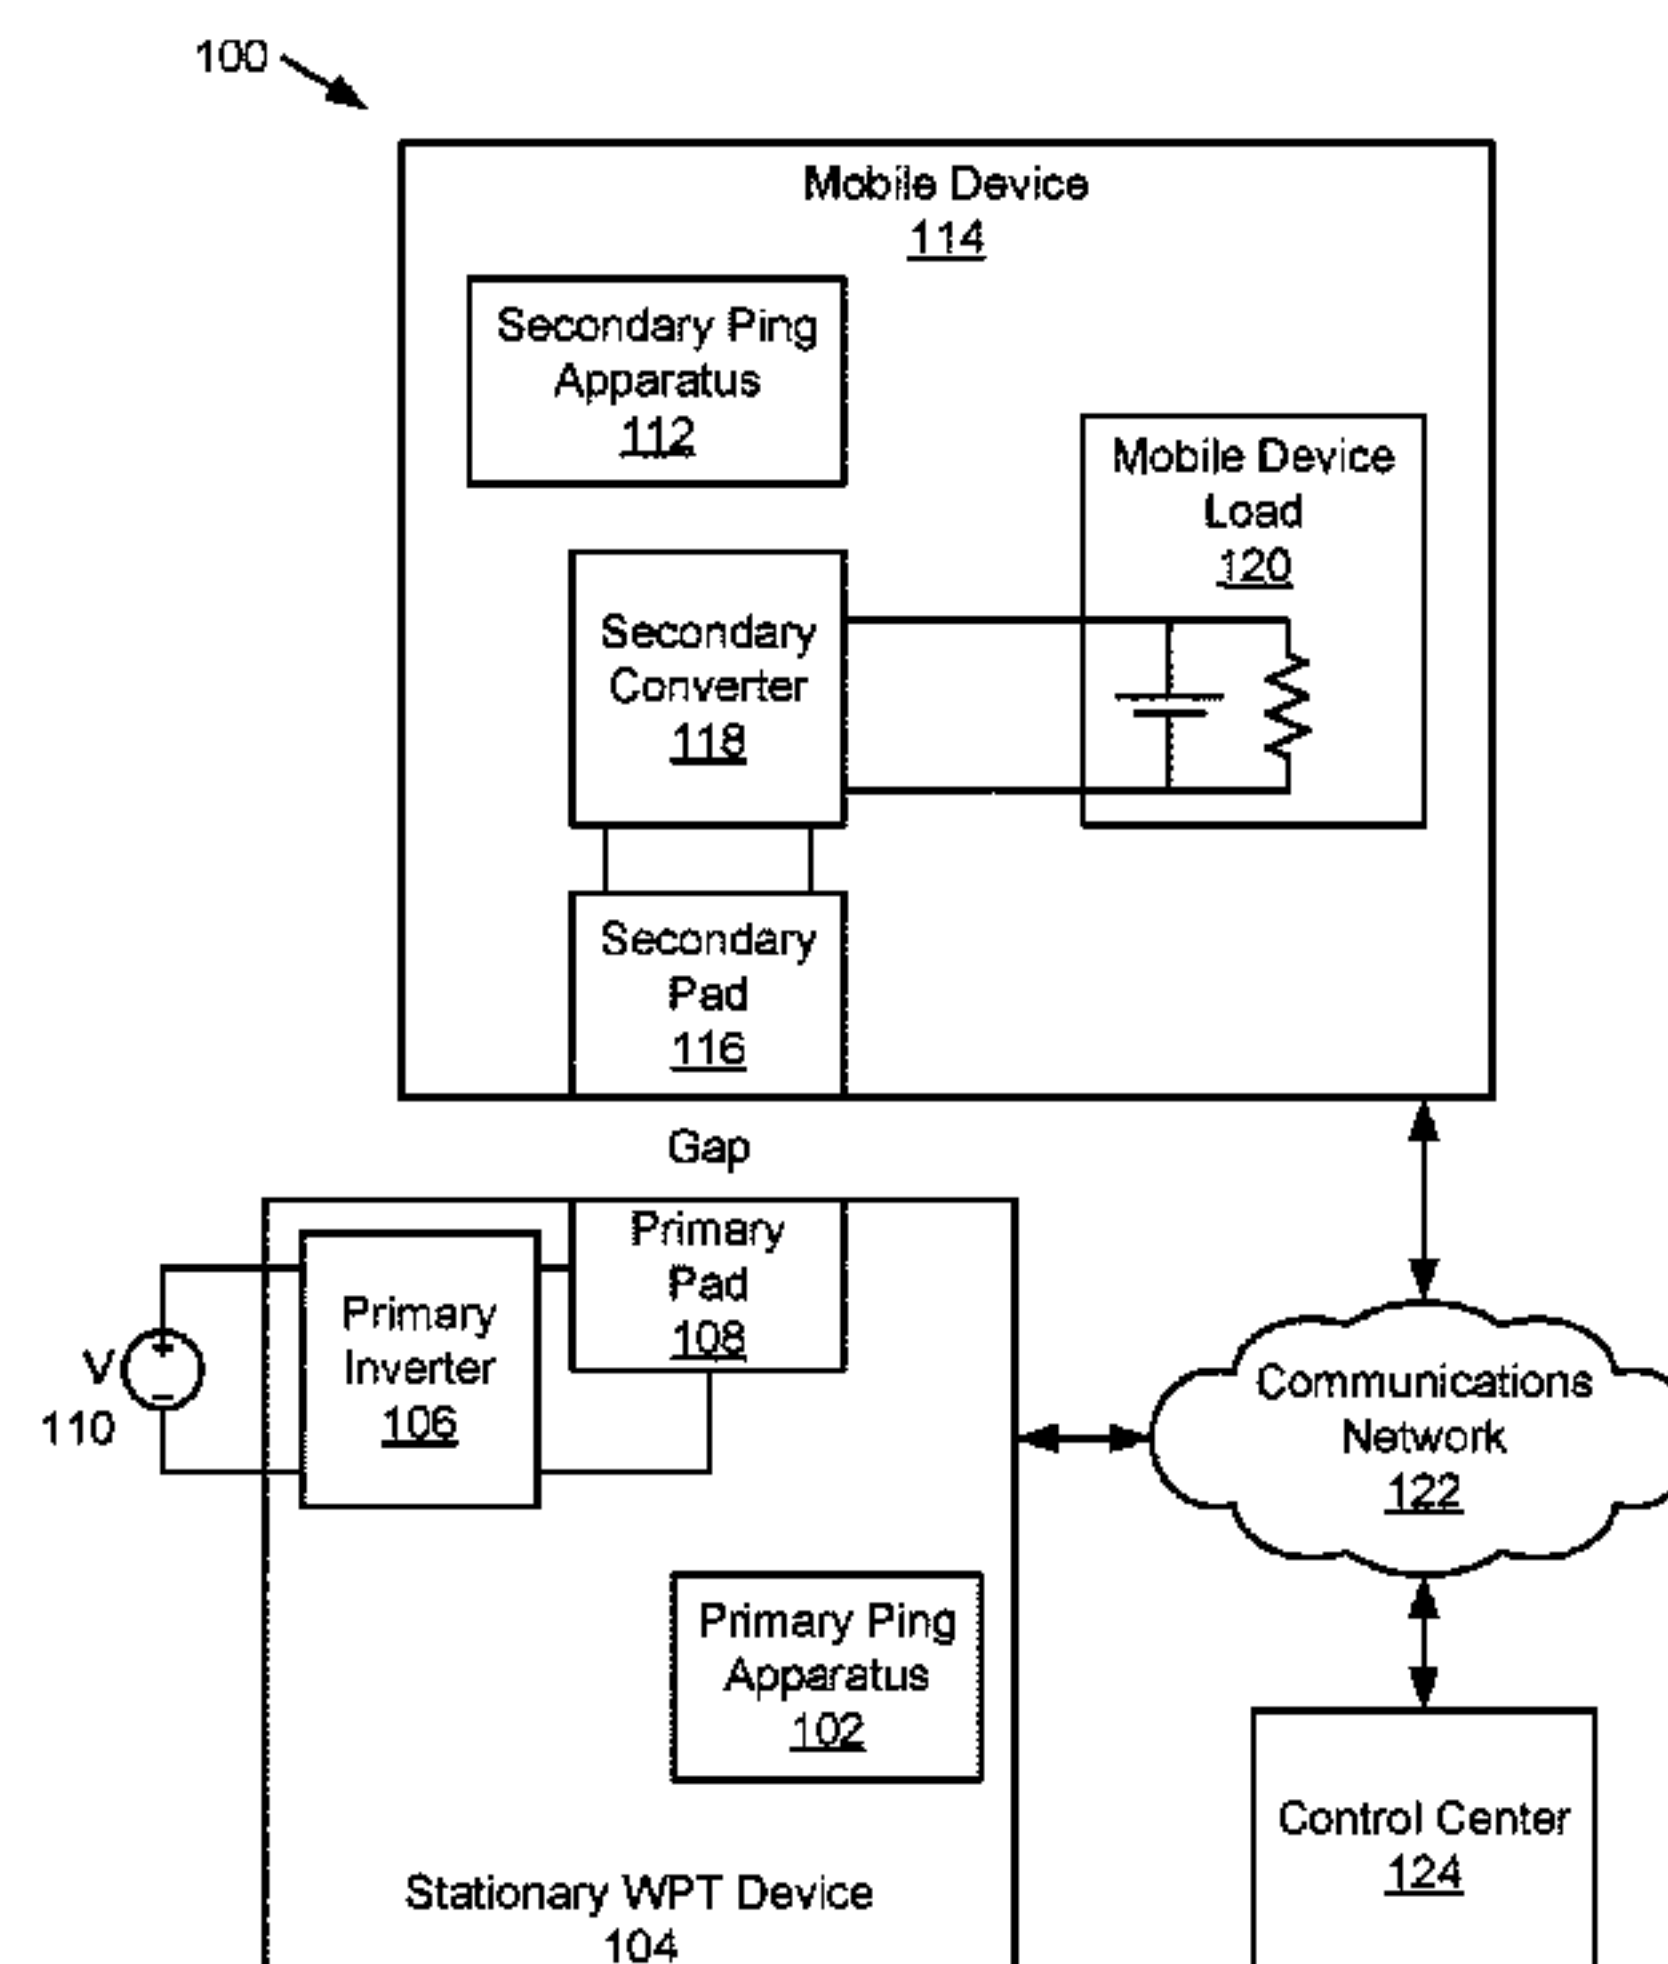 100
Mobile Device
114
Secondary Ping
Apparatus
112
Mobile Device
Load
120
Secondary
Converter
118
Secondary
Pad
116
Gap
Primary
Pad
108
Primary
Inverter
106
+
V
−
110
Communications
Network
122
Primary Ping
Apparatus
102
Control Center
124
Stationary WPT Device
104